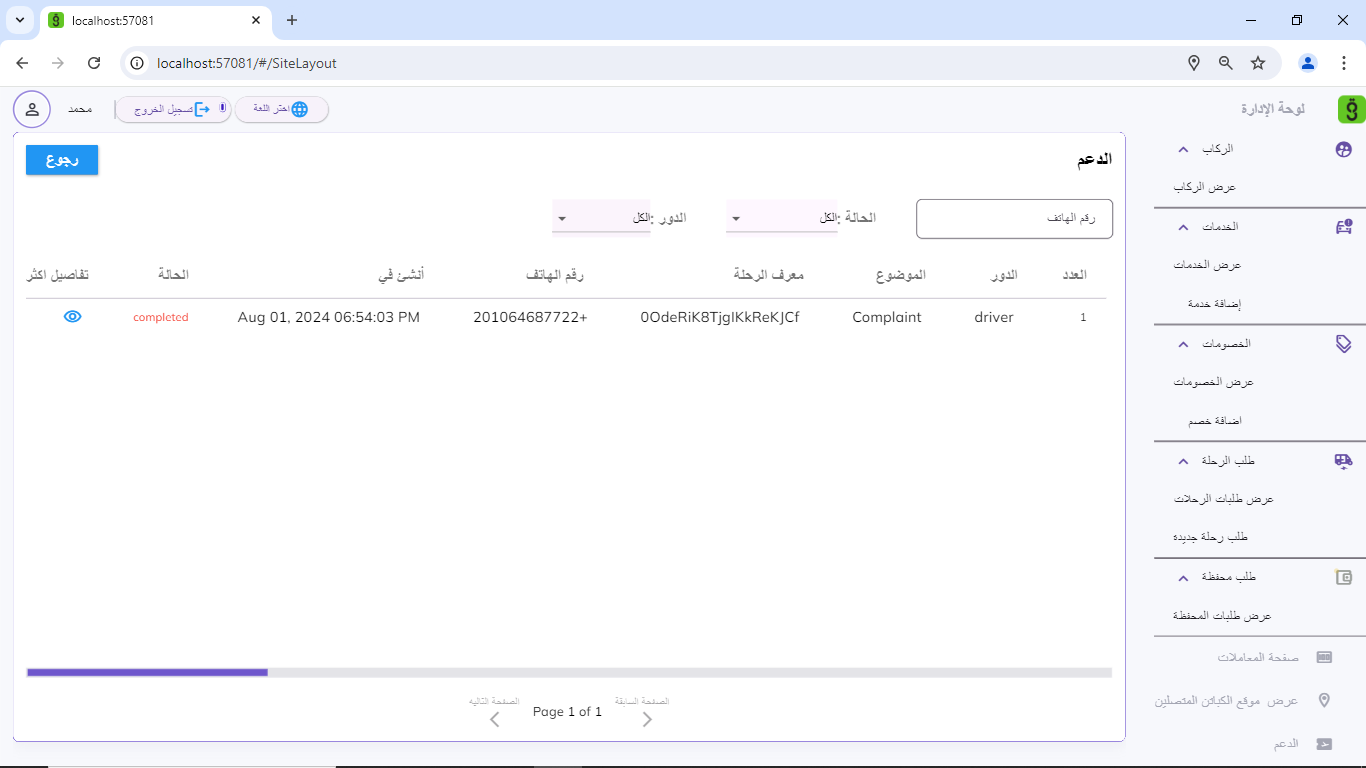 localhost:57081
localhost:57081/#/SiteLayout
لوحة الإدارة
اختر اللغة
تسجيل الخروج
محمد
الدعم
رجوع
رقم الهاتف
الحالة :
الكل
الدور :
الكل
العدد الدور الموضوع معرف الرحلة رقم الهاتف أنشئ في الحالة تفاصيل اكثر
1 driver Complaint 0OdeRiK8TjglKkReKJCf 201064687722+ Aug 01, 2024 06:54:03 PM completed
الصفحة السابقة
Page 1 of 1
الصفحة التاليه
الركاب
عرض الركاب
الخدمات
عرض الخدمات
إضافة خدمة
الخصومات
عرض الخصومات
اضافة خصم
طلب الرحلة
عرض طلبات الرحلات
طلب رحلة جديده
طلب محفظة
عرض طلبات المحفظة
صفحة المعاملات
عرض موقع الكباتن المتصلين
الدعم